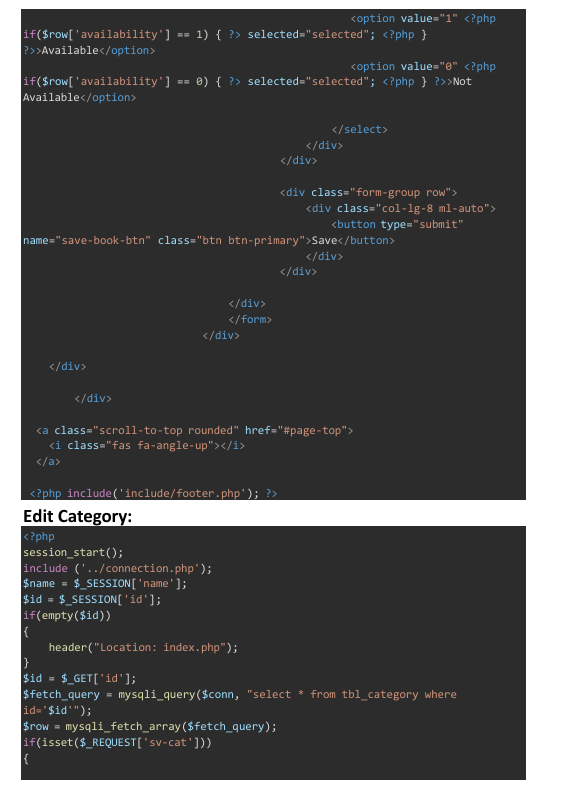 <option value="1" <?php
if($row['availability'] == 1) { ?> selected="selected"; <?php }
?>>Available</option>
<option value="0" <?php
if($row['availability'] == 0) { ?> selected="selected"; <?php } ?>>Not
Available</option>
</select>
</div>
</div>
<div class="form-group row">
<div class="col-lg-8 ml-auto">
<button type="submit"
name="save-book-btn" class="btn btn-primary">Save</button>
</div>
</div>
</div>
</form>
</div>
</div>
</div>
<a class="scroll-to-top rounded" href="#page-top">
<i class="fas fa-angle-up"></i>
</a>
<?php include('include/footer.php'); ?>
Edit Category:
<?php
session_start();
include ('../connection.php');
$name = $_SESSION['name'];
$id = $_SESSION['id'];
if(empty($id))
{
header("Location: index.php");
}
$id = $_GET['id'];
$fetch_query = mysqli_query($conn, "select * from tbl_category where
id='$id'");
$row = mysqli_fetch_array($fetch_query);
if(isset($_REQUEST['sv-cat']))
{